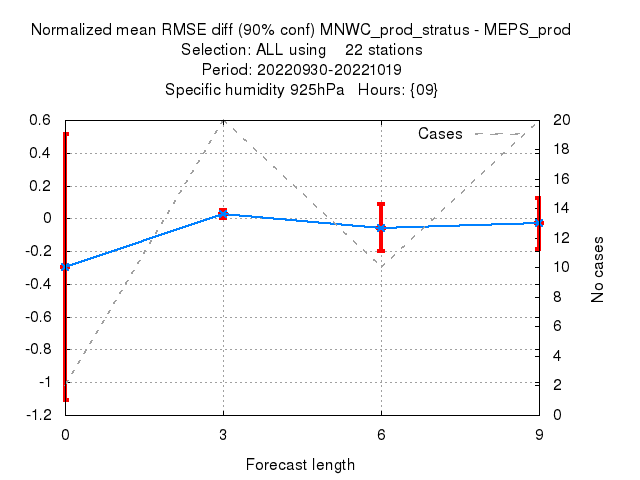 Normalized mean RMSE diff (90% conf) MNWC_prod_stratus - MEPS_prod
Selection: ALL using 22 stations
Period: 20220930-20221019
Specific humidity 925hPa Hours: {09}
Cases
0.6
0.4
0.2
0
-0.2
-0.4
-0.6
-0.8
-1
-1.2
20
18
16
14
12
10
8
6
4
2
0
No cases
0 3 6 9
Forecast length